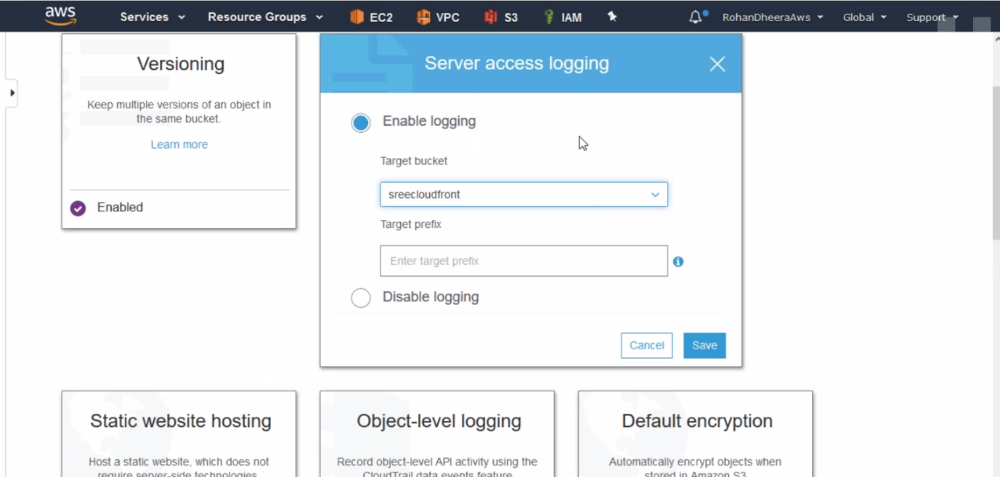 aws Services Resource Groups EC2 VPC S3 IAM RohanDheeraAws Global Support
Versioning
Keep multiple versions of an object in
the same bucket.
Learn more
Enabled
Server access logging
Enable logging
Target bucket
sreecloudfront
Target prefix
Enter target prefix
Disable logging
Cancel Save
Static website hosting
Host a static website, which does not
require server-side technologies.
Object-level logging
Record object-level API activity using the
CloudTrail data events feature
Default encryption
Automatically encrypt objects when
stored in Amazon S3